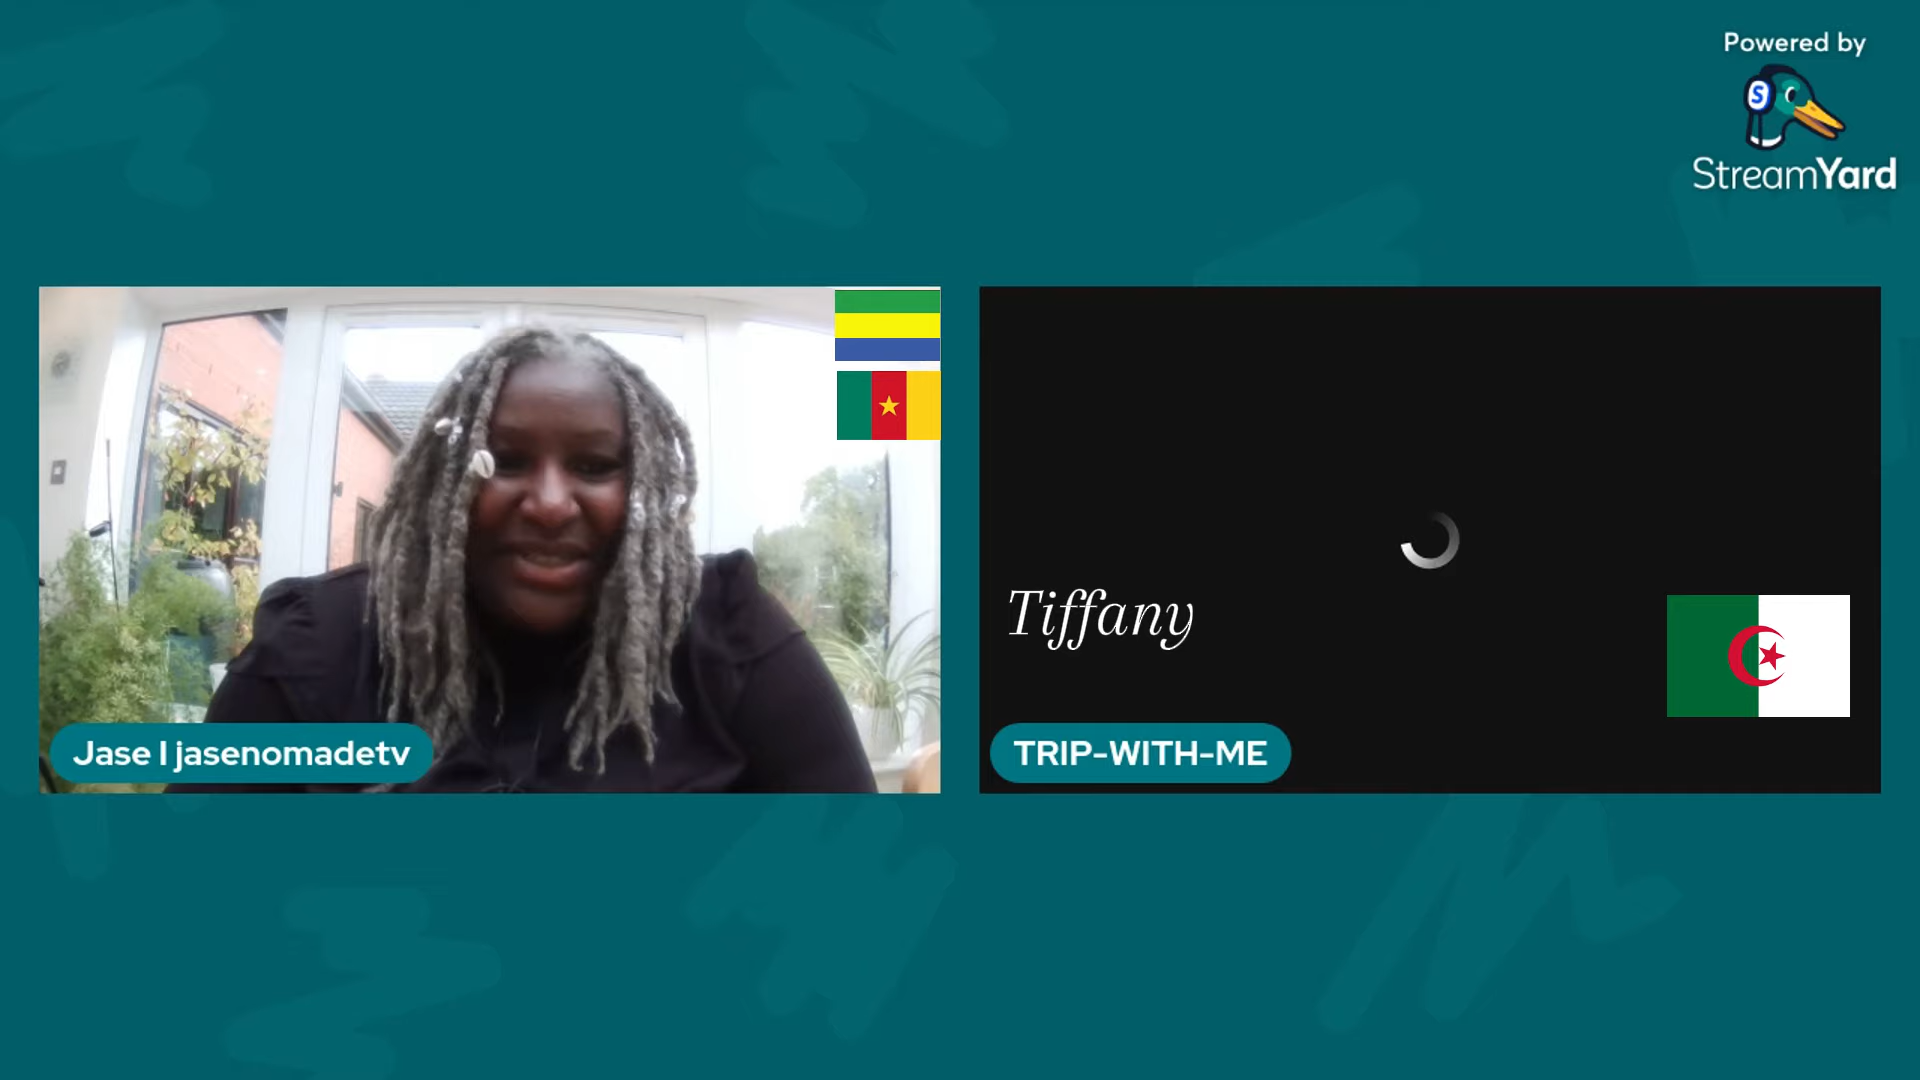 Powered by
S
StreamYard
Tiffany
Jase I jasenomadetv
TRIP-WITH-ME